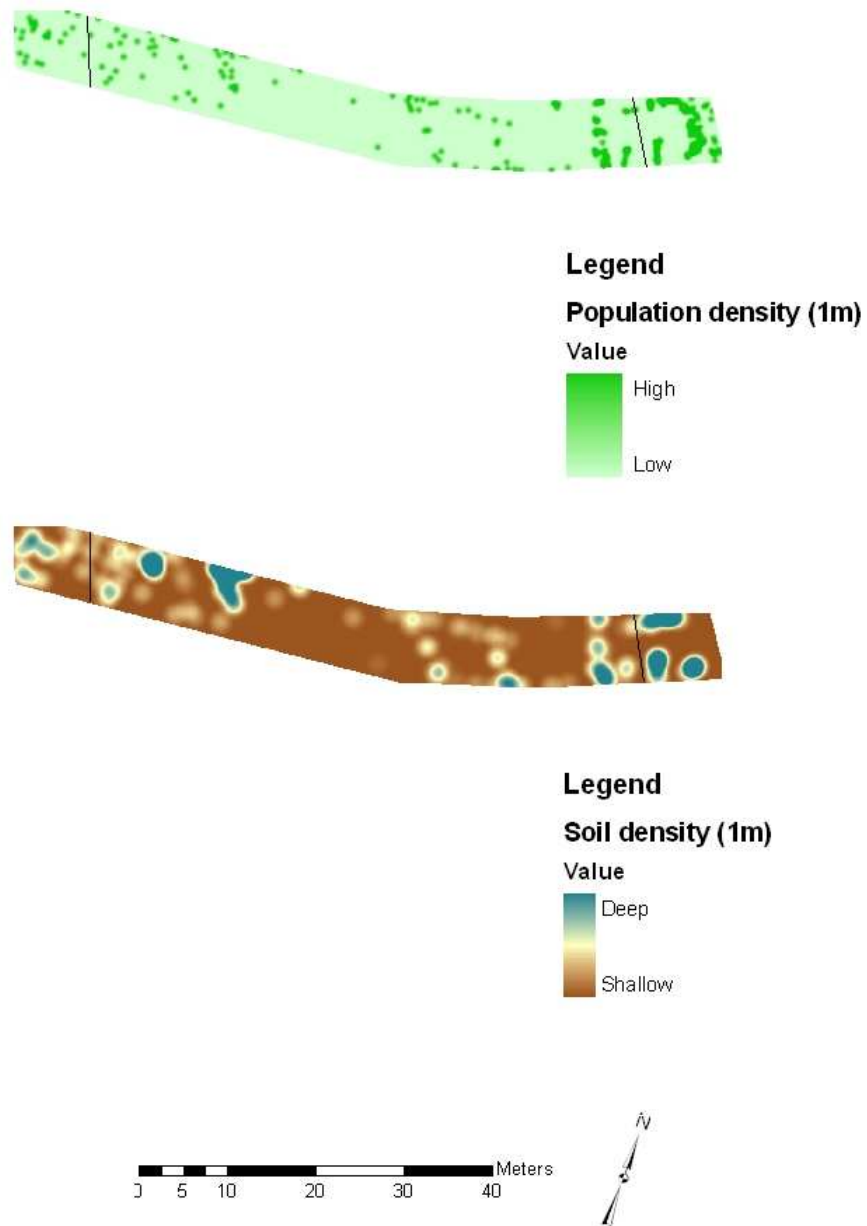 Legend
Population density (1m)
Value
High
Low
Legend
Soil density (1m)
Value
Deep
Shallow
Meters
0 5 10 20 30 40
N